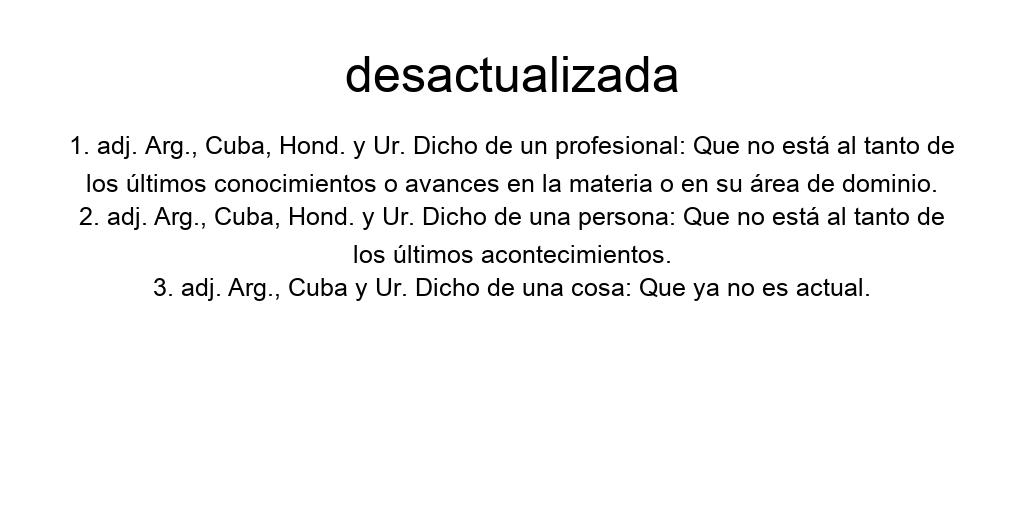 desactualizada
1. adj. Arg., Cuba, Hond. y Ur. Dicho de un profesional: Que no está al tanto de
los últimos conocimientos o avances en la materia o en su área de dominio.
2. adj. Arg., Cuba, Hond. y Ur. Dicho de una persona: Que no está al tanto de
los últimos acontecimientos.
3. adj. Arg., Cuba y Ur. Dicho de una cosa: Que ya no es actual.